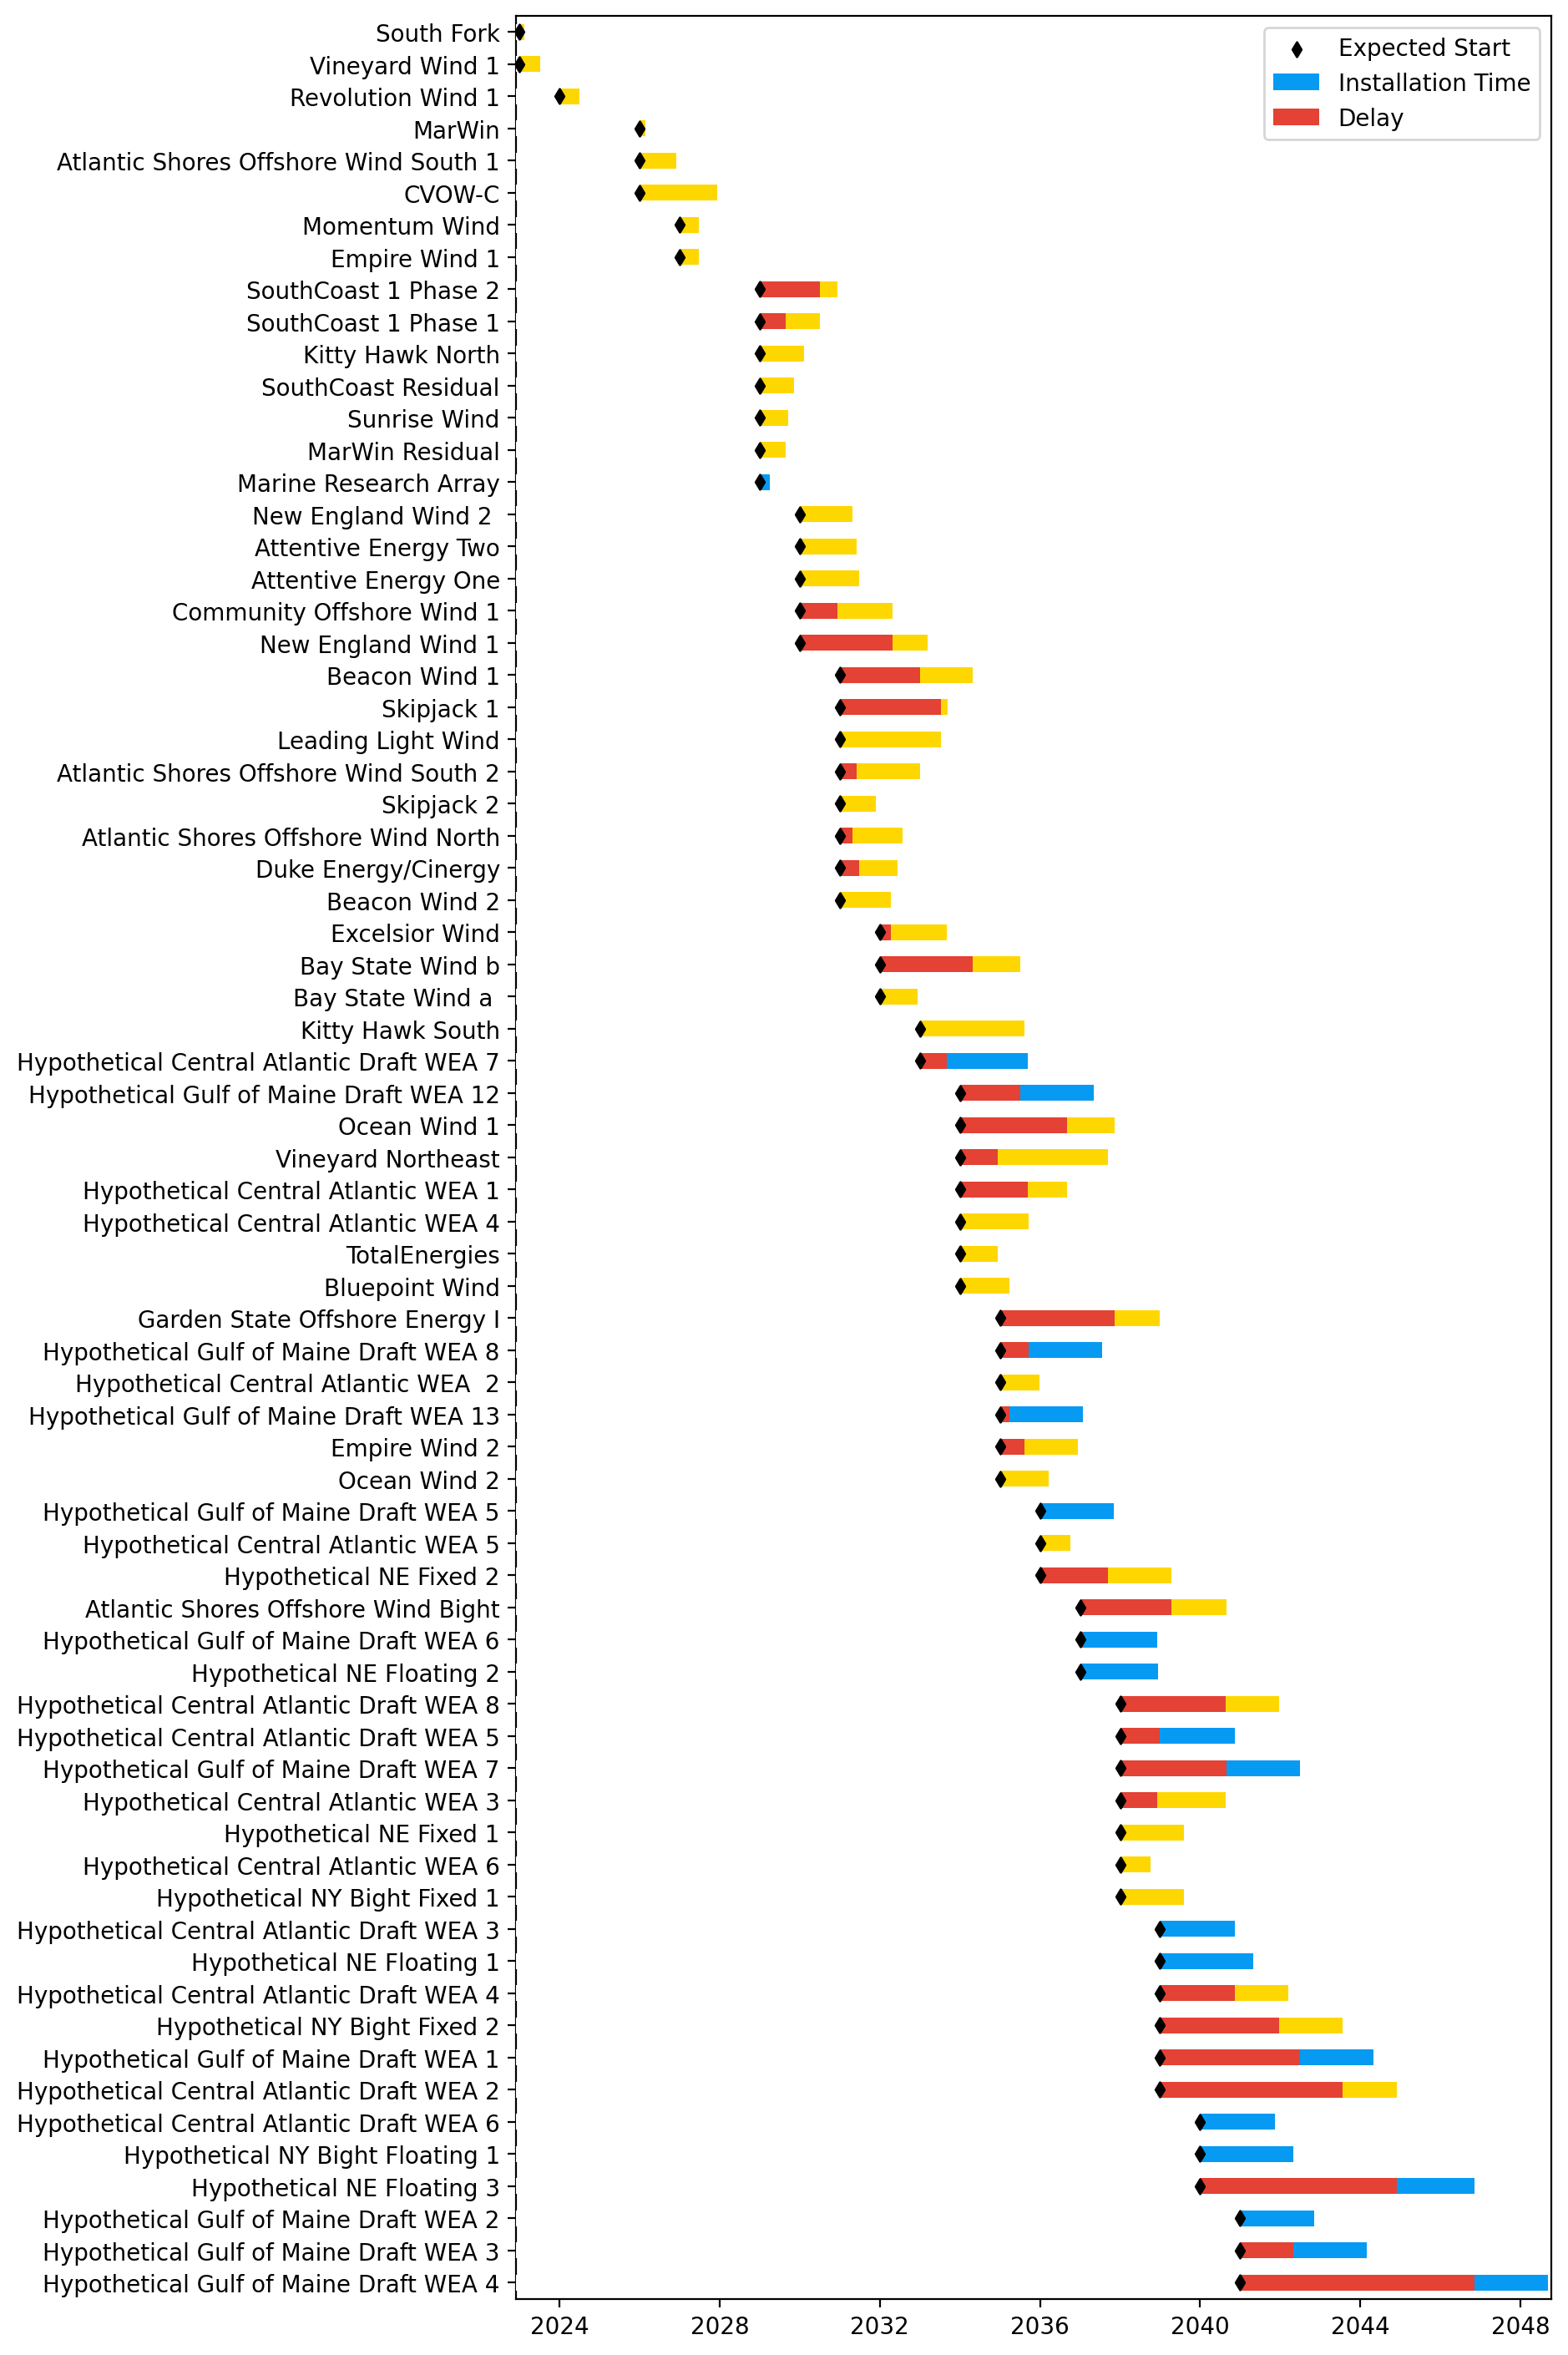 South Fork
Vineyard Wind 1
Revolution Wind 1
MarWin
Atlantic Shores Offshore Wind South 1
CVOW-C
Momentum Wind
Empire Wind 1
SouthCoast 1 Phase 2
SouthCoast 1 Phase 1
Kitty Hawk North
SouthCoast Residual
Sunrise Wind
MarWin Residual
Marine Research Array
New England Wind 2
Attentive Energy Two
Attentive Energy One
Community Offshore Wind 1
New England Wind 1
Beacon Wind 1
Skipjack 1
Leading Light Wind
Atlantic Shores Offshore Wind South 2
Skipjack 2
Atlantic Shores Offshore Wind North
Duke Energy/Cinergy
Beacon Wind 2
Excelsior Wind
Bay State Wind b
Bay State Wind a
Kitty Hawk South
Hypothetical Central Atlantic Draft WEA 7
Hypothetical Gulf of Maine Draft WEA 12
Ocean Wind 1
Vineyard Northeast
Hypothetical Central Atlantic WEA 1
Hypothetical Central Atlantic WEA 4
TotalEnergies
Bluepoint Wind
Garden State Offshore Energy I
Hypothetical Gulf of Maine Draft WEA 8
Hypothetical Central Atlantic WEA  2
Hypothetical Gulf of Maine Draft WEA 13
Empire Wind 2
Ocean Wind 2
Hypothetical Gulf of Maine Draft WEA 5
Hypothetical Central Atlantic WEA 5
Hypothetical NE Fixed 2
Atlantic Shores Offshore Wind Bight
Hypothetical Gulf of Maine Draft WEA 6
Hypothetical NE Floating 2
Hypothetical Central Atlantic Draft WEA 8
Hypothetical Central Atlantic Draft WEA 5
Hypothetical Gulf of Maine Draft WEA 7
Hypothetical Central Atlantic WEA 3
Hypothetical NE Fixed 1
Hypothetical Central Atlantic WEA 6
Hypothetical NY Bight Fixed 1
Hypothetical Central Atlantic Draft WEA 3
Hypothetical NE Floating 1
Hypothetical Central Atlantic Draft WEA 4
Hypothetical NY Bight Fixed 2
Hypothetical Gulf of Maine Draft WEA 1
Hypothetical Central Atlantic Draft WEA 2
Hypothetical Central Atlantic Draft WEA 6
Hypothetical NY Bight Floating 1
Hypothetical NE Floating 3
Hypothetical Gulf of Maine Draft WEA 2
Hypothetical Gulf of Maine Draft WEA 3
Hypothetical Gulf of Maine Draft WEA 4
Expected Start
Installation Time
Delay
2024 2028 2032 2036 2040 2044 2048